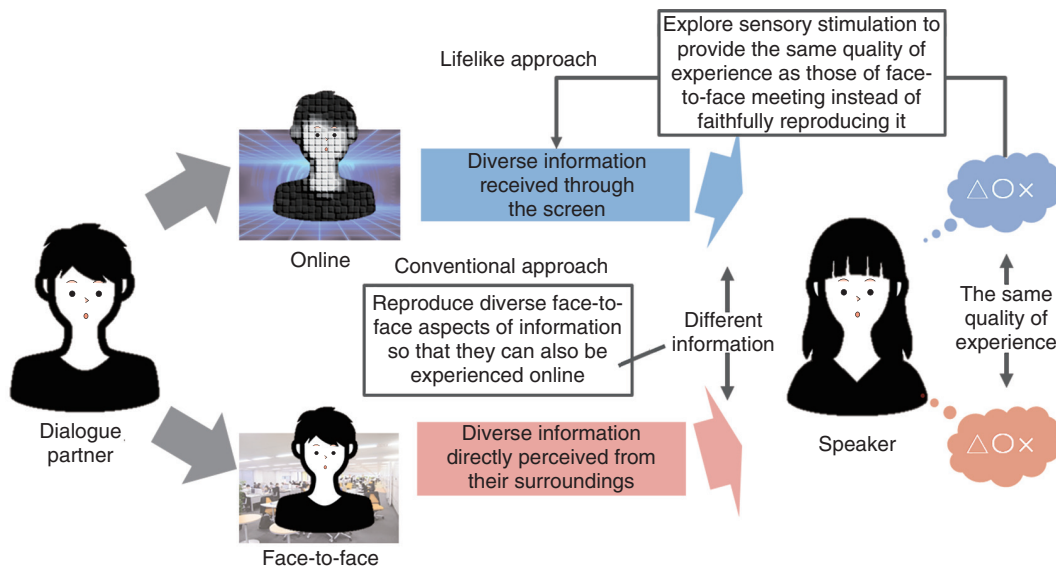 Lifelike approach
Explore sensory stimulation to
provide the same quality of
experience as those of face-
to-face meeting instead of
faithfully reproducing it
Diverse information
received through
the screen
△○×
Online
Conventional approach
Reproduce diverse face-to-
face aspects of information
so that they can also be
experienced online
Different
information
The same
quality of
experience
Dialogue
partner
Diverse information
directly perceived from
their surroundings
Speaker
△○×
Face-to-face